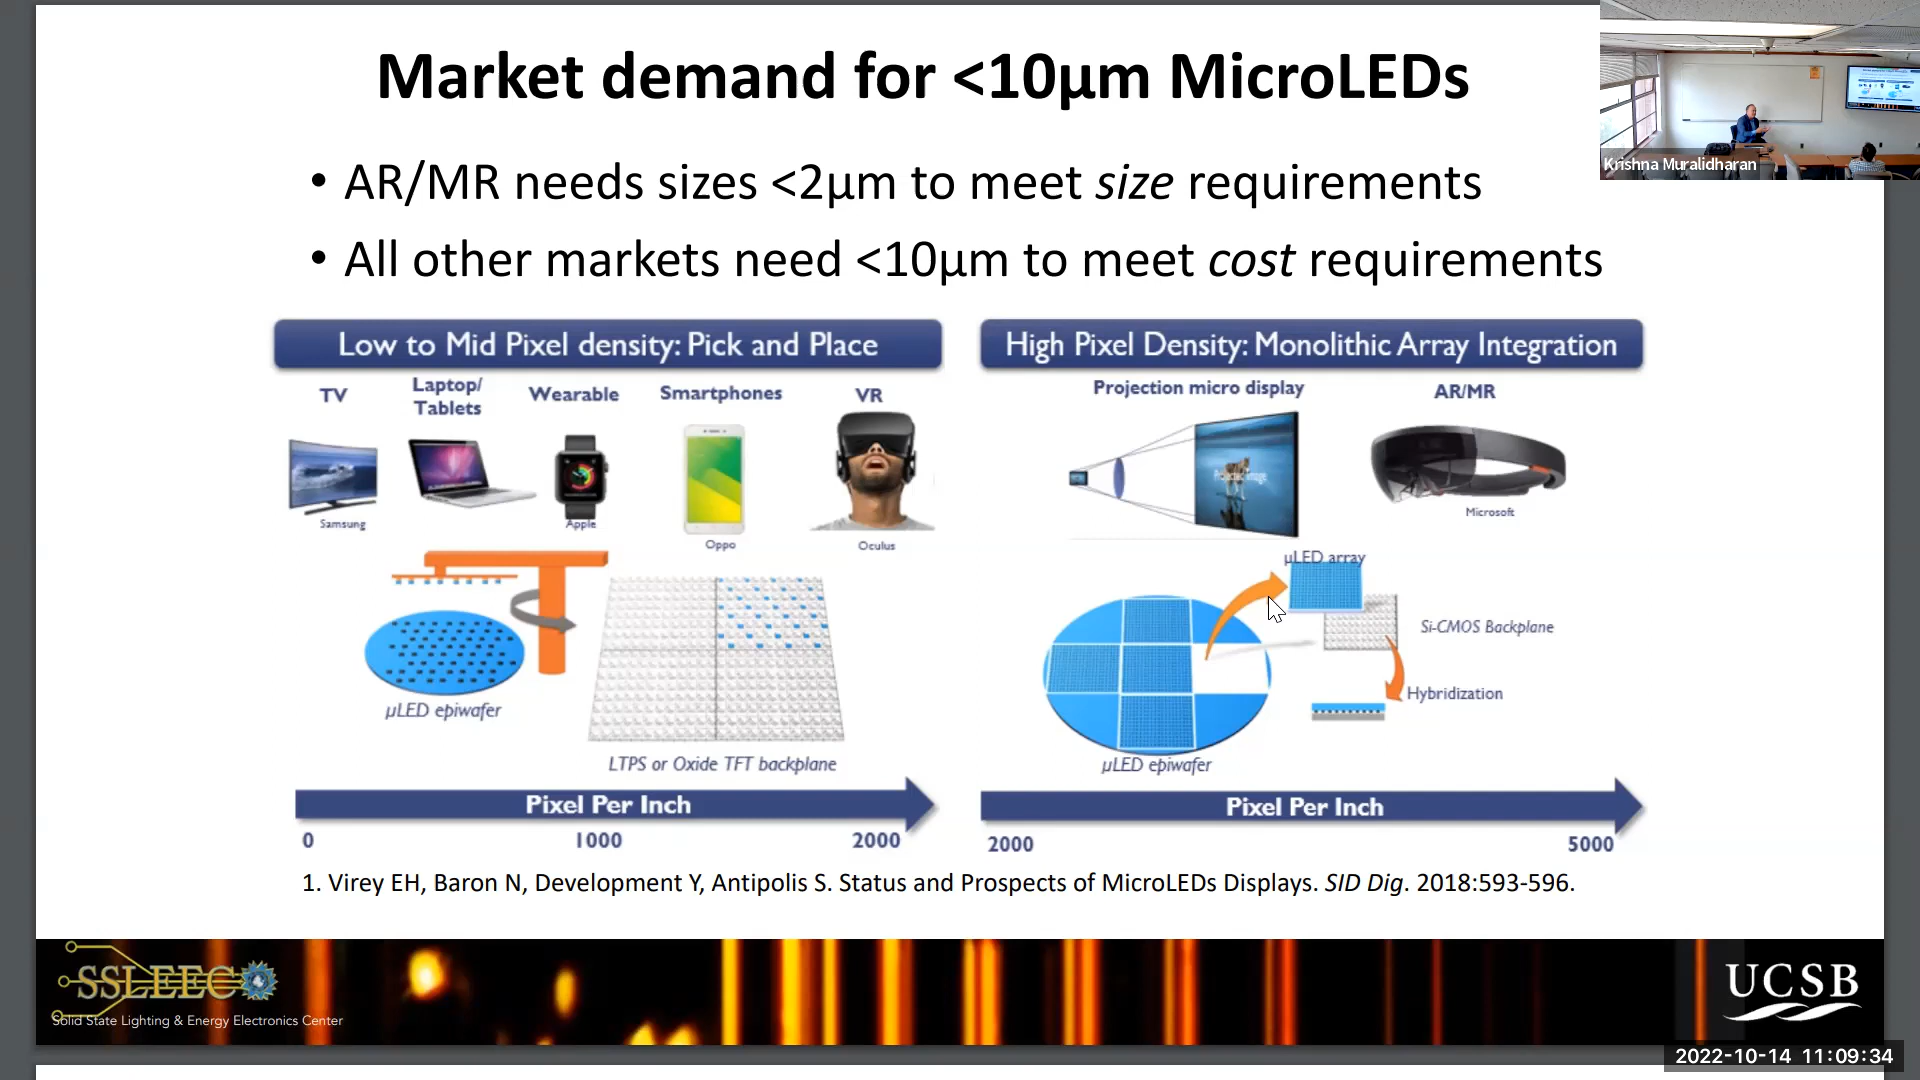 Market demand for <10µm MicroLEDs
• AR/MR needs sizes <2µm to meet size requirements
• All other markets need <10µm to meet cost requirements
Krishna Muralidharan
Low to Mid Pixel density: Pick and Place
TV
Laptop/
Tablets
Wearable
Smartphones
VR
Samsung
Apple
Oppo
Oculus
µLED epiwafer
LTPS or Oxide TFT backplane
Pixel Per Inch
0 1000 2000
High Pixel Density: Monolithic Array Integration
Projection micro display
AR/MR
Projected image
Microsoft
µLED array
Si-CMOS Backplane
Hybridization
µLED epiwafer
Pixel Per Inch
2000 5000
1. Virey EH, Baron N, Development Y, Antipolis S. Status and Prospects of MicroLEDs Displays. SID Dig. 2018:593-596.
SSLEEC
Solid State Lighting & Energy Electronics Center
UCSB
2022-10-14 11:09:34